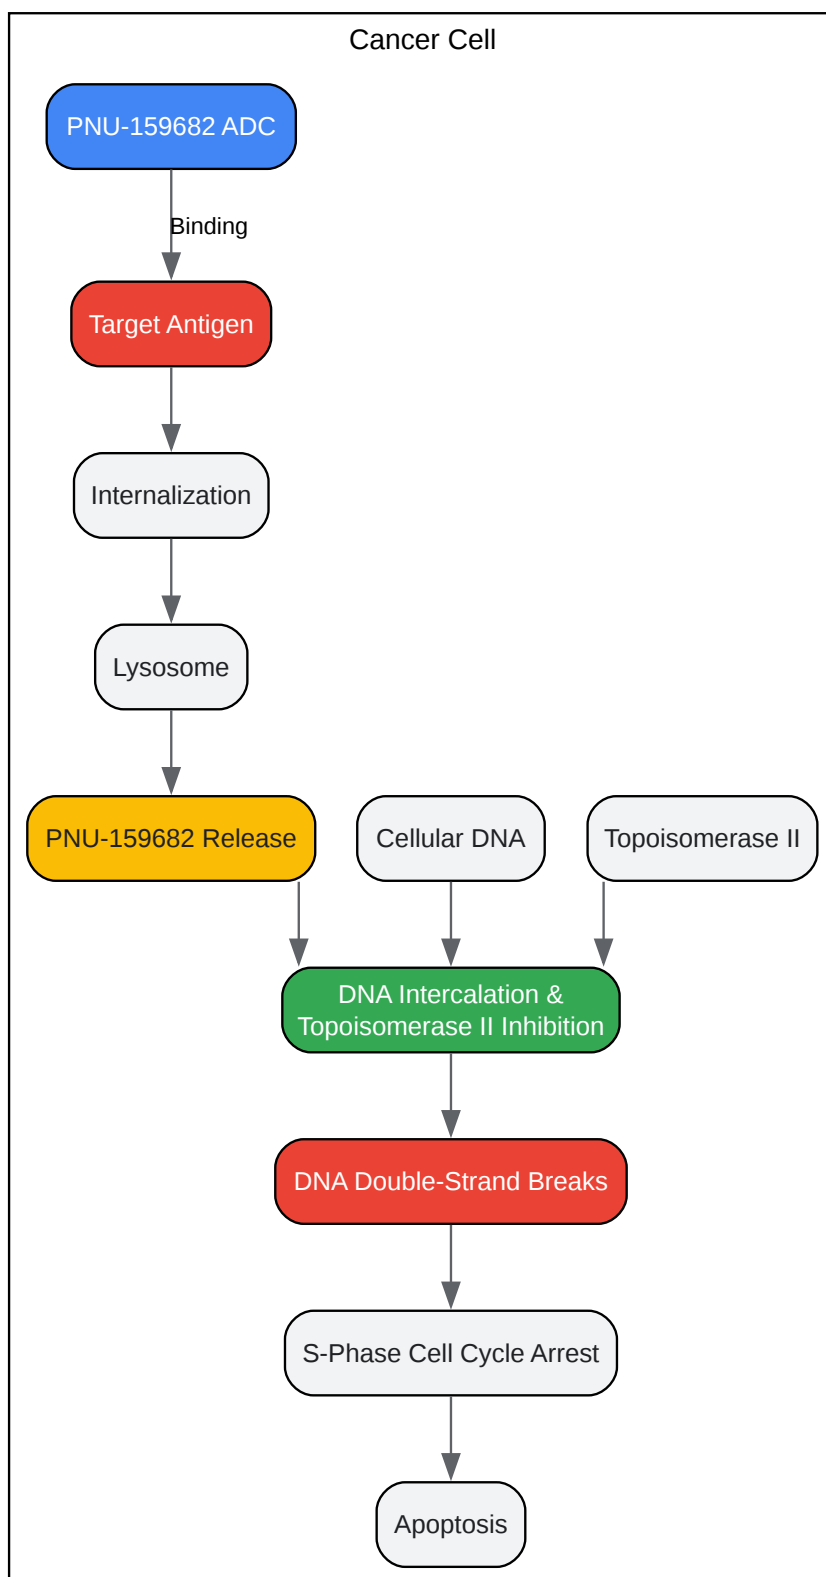 Cancer Cell
PNU-159682 ADC
Binding
Target Antigen
Internalization
Lysosome
PNU-159682 Release
Cellular DNA
Topoisomerase II
DNA Intercalation &
Topoisomerase II Inhibition
DNA Double-Strand Breaks
S-Phase Cell Cycle Arrest
Apoptosis